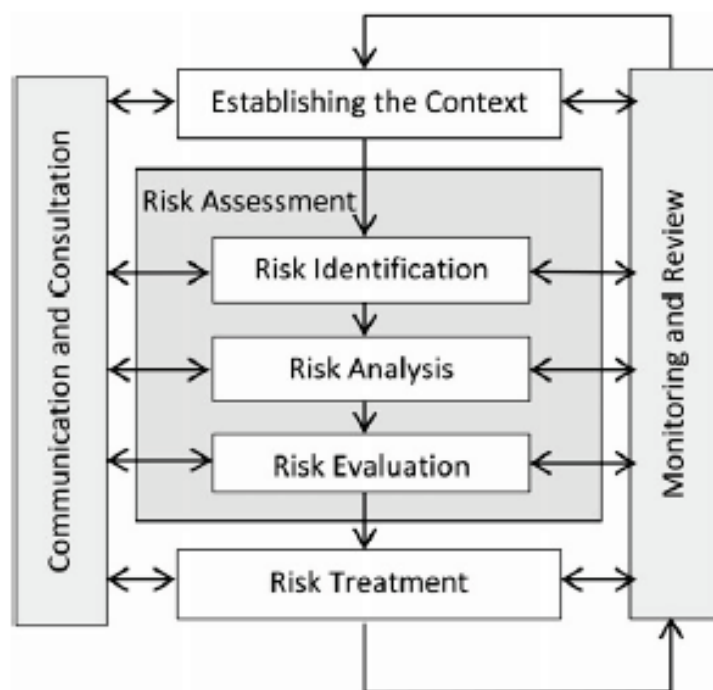 Establishing the Context
Risk Assessment
Risk Identification
Risk Analysis
Risk Evaluation
Risk Treatment
Communication and Consultation
Monitoring and Review